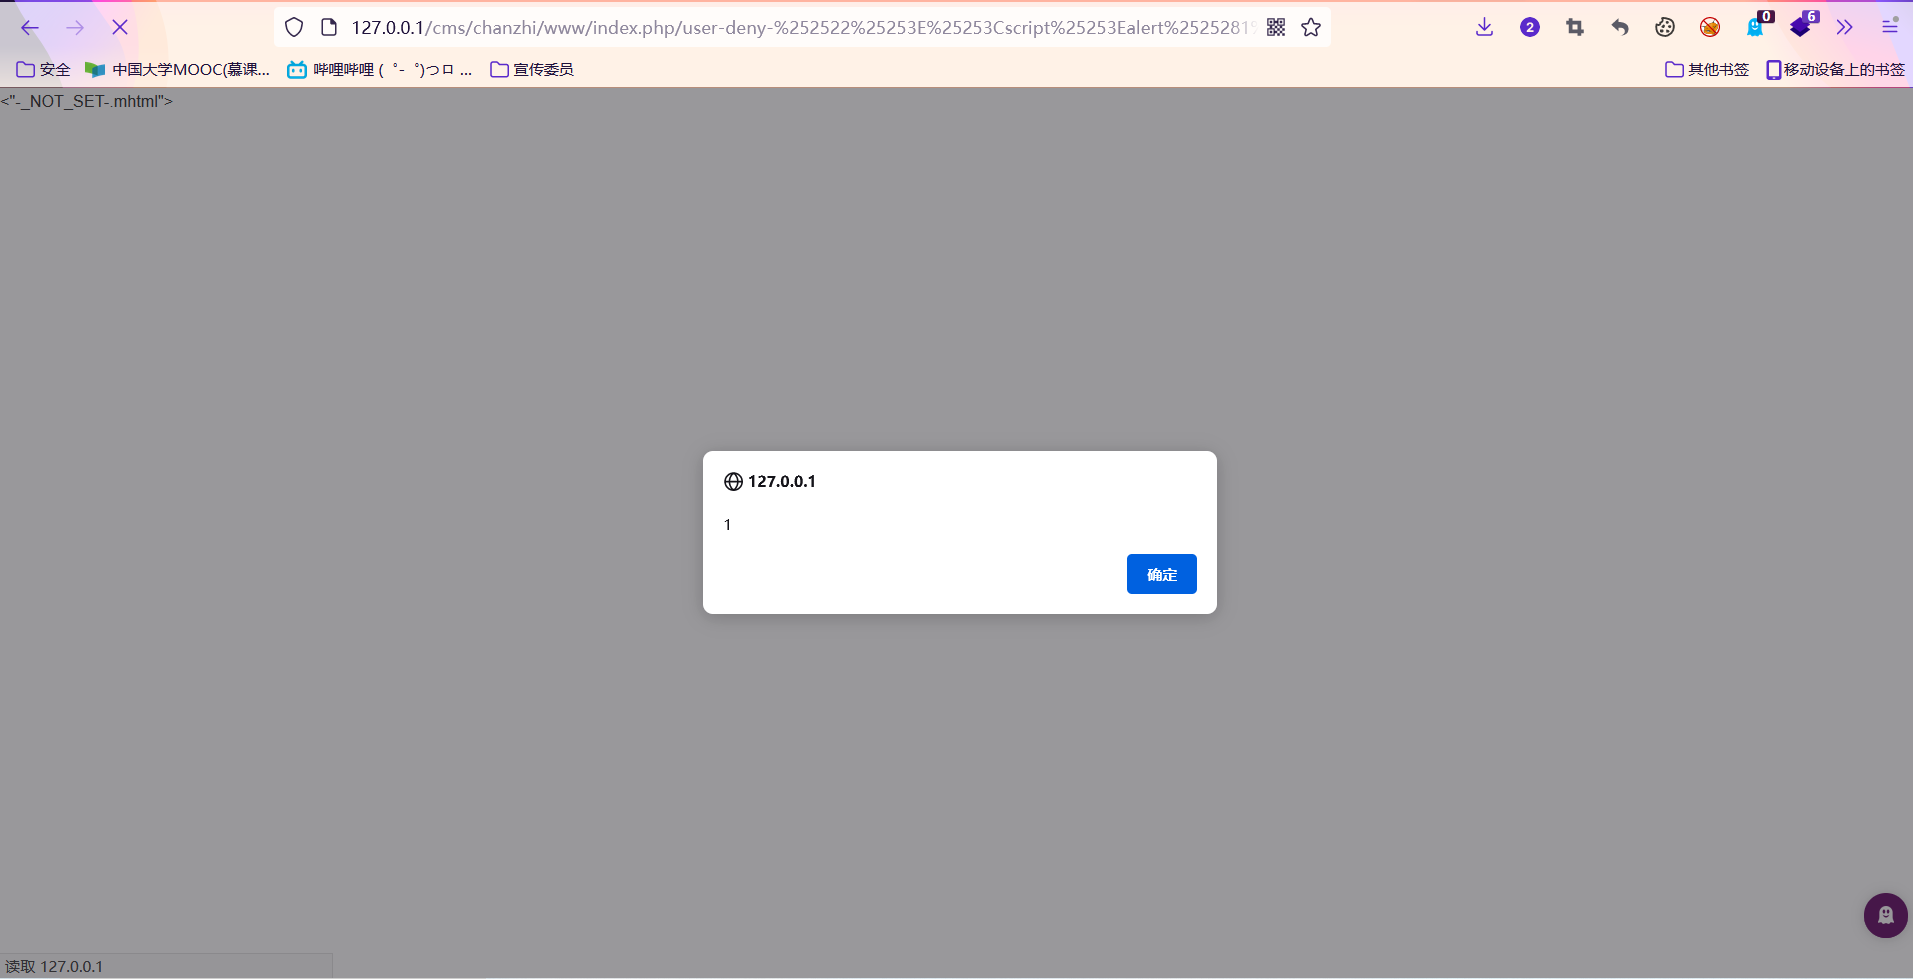 127.0.0.1/cms/chanzhi/www/index.php/user-deny-%252522%25253E%25253Cscript%25253Ealert%2525281
2
0
6
安全
中国大学MOOC(慕课...
哔哩哔哩 ( ゜- ゜)つロ ...
宣传委员
其他书签
移动设备上的书签
<"-_NOT_SET-.mhtml">
127.0.0.1
1
确定
读取 127.0.0.1